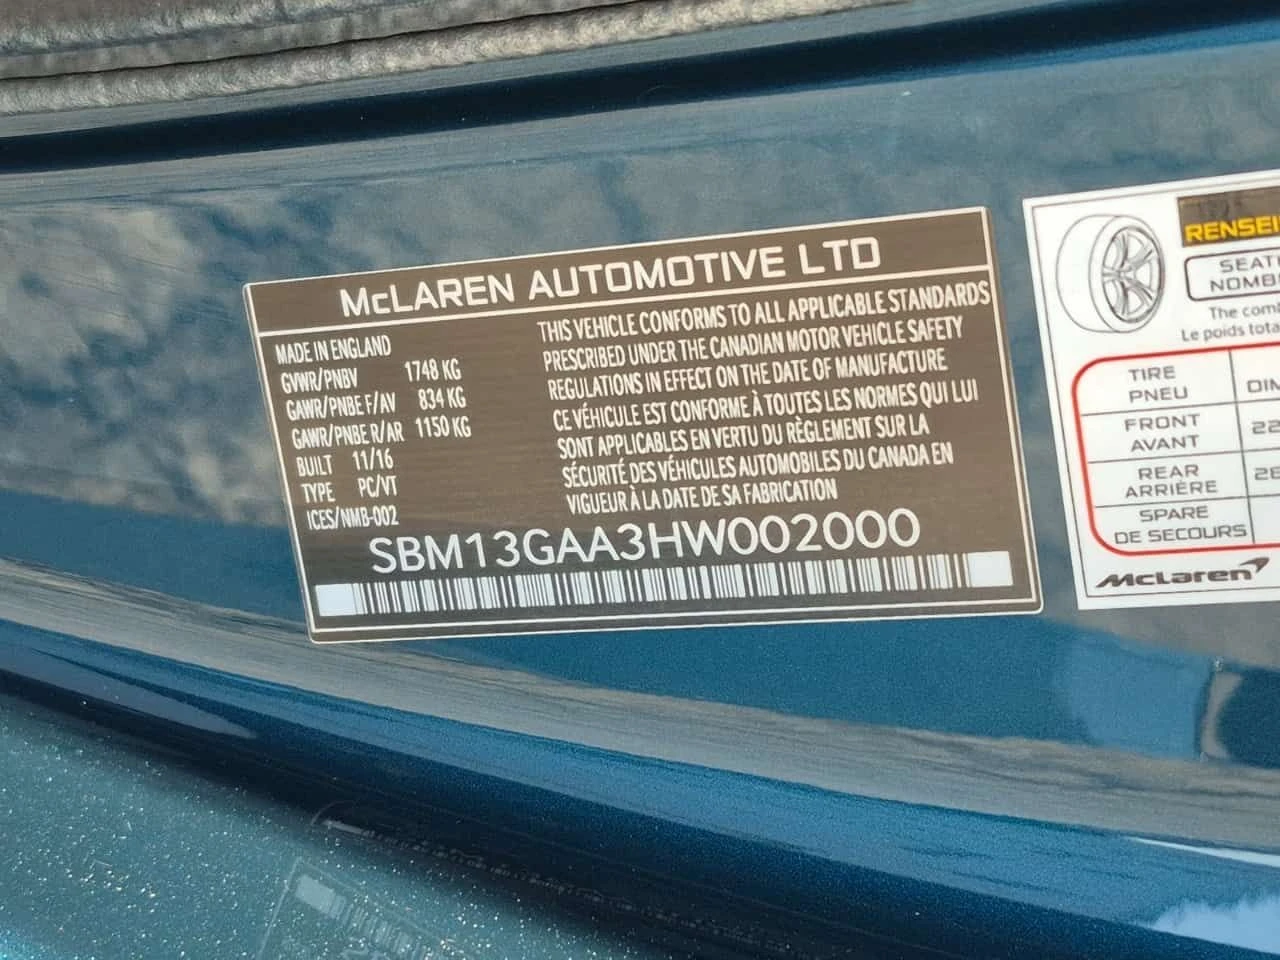 McLAREN AUTOMOTIVE LTD
MADE IN ENGLAND
GVWR/PNBV 1748 KG
GAWR/PNBE F/AV 834 KG
GAWR/PNBE R/AR 1150 KG
BUILT 11/16
TYPE PC/VT
ICES/NMB-002
THIS VEHICLE CONFORMS TO ALL APPLICABLE STANDARDS
PRESCRIBED UNDER THE CANADIAN MOTOR VEHICLE SAFETY
REGULATIONS IN EFFECT ON THE DATE OF MANUFACTURE
CE VÉHICULE EST CONFORME À TOUTES LES NORMES QUI LUI
SONT APPLICABLES EN VERTU DU RÈGLEMENT SUR LA
SÉCURITÉ DES VÉHICULES AUTOMOBILES DU CANADA EN
VIGUEUR À LA DATE DE SA FABRICATION
SBM13GAA3HW002000
RENSEI
SEATI
NOMB
The com
Le poids tota
TIRE
PNEU
DIN
FRONT
AVANT
22
REAR
ARRIÈRE
28
SPARE
DE SECOURS
McLaren